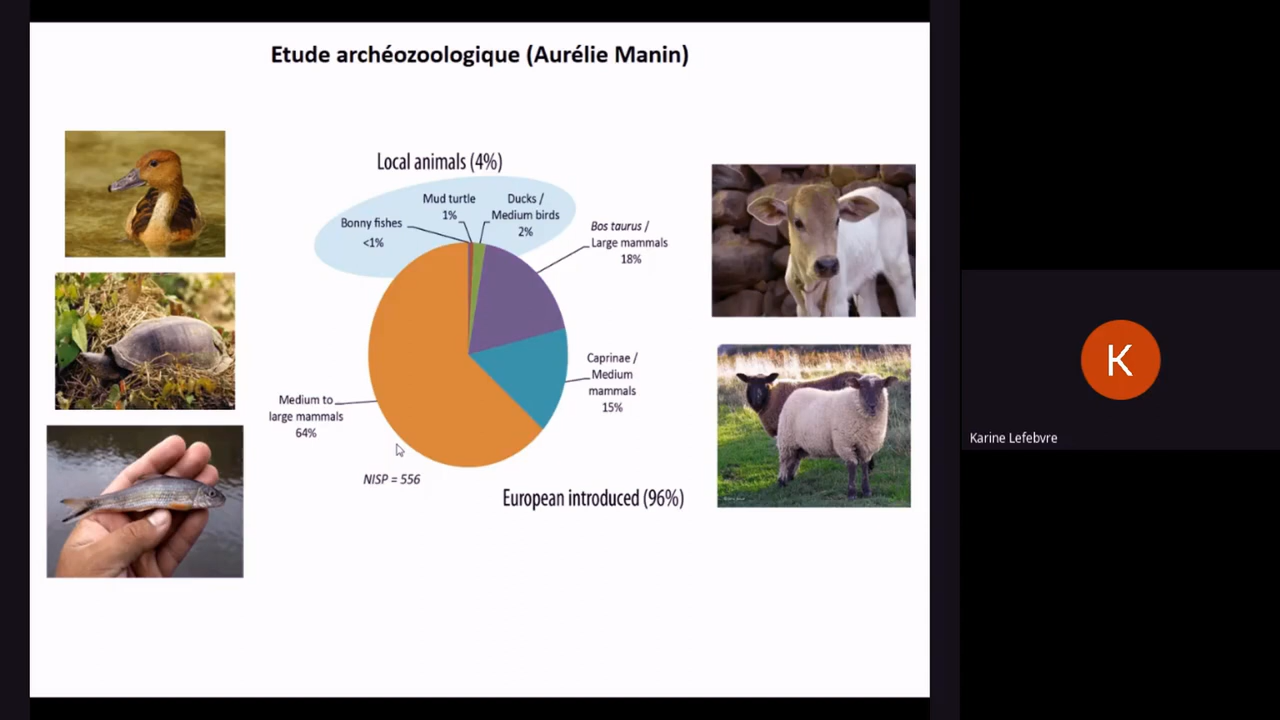 Etude archéozoologique (Aurélie Manin)
Local animals (4%)
Mud turtle
1%
Ducks /
Medium birds
2%
Bonny fishes
<1%
Bos taurus /
Large mammals
18%
Caprinae /
Medium
mammals
15%
Medium to
large mammals
64%
NISP = 556
European introduced (96%)
K
Karine Lefebvre